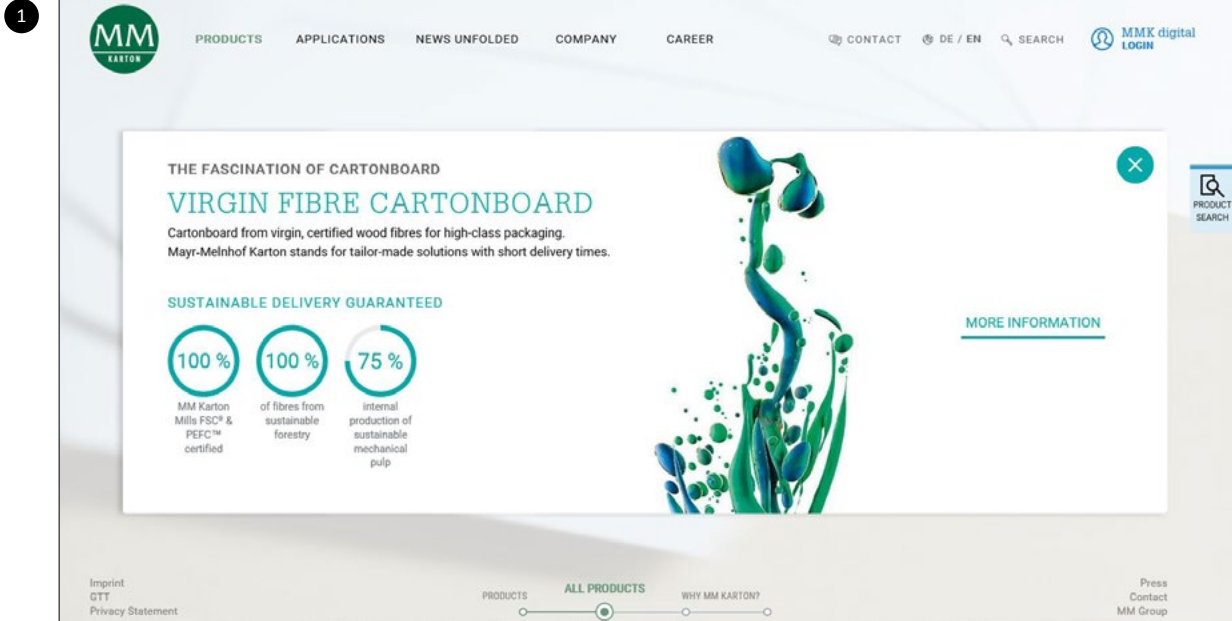 1
MM
KARTON
PRODUCTS
APPLICATIONS
NEWS UNFOLDED
COMPANY
CAREER
CONTACT
DE / EN
SEARCH
MMK digital
LOGIN
THE FASCINATION OF CARTONBOARD
VIRGIN FIBRE CARTONBOARD
Cartonboard from virgin, certified wood fibres for high-class packaging.
Mayr-Melnhof Karton stands for tailor-made solutions with short delivery times.
PRODUCT
SEARCH
SUSTAINABLE DELIVERY GUARANTEED
100 %
MM Karton
Mills FSC® &
PEFC™
certified
100 %
of fibres from
sustainable
forestry
75 %
internal
production of
sustainable
mechanical
pulp
MORE INFORMATION
Imprint
GTT
Privacy Statement
PRODUCTS
ALL PRODUCTS
WHY MM KARTON?
Press
Contact
MM Group